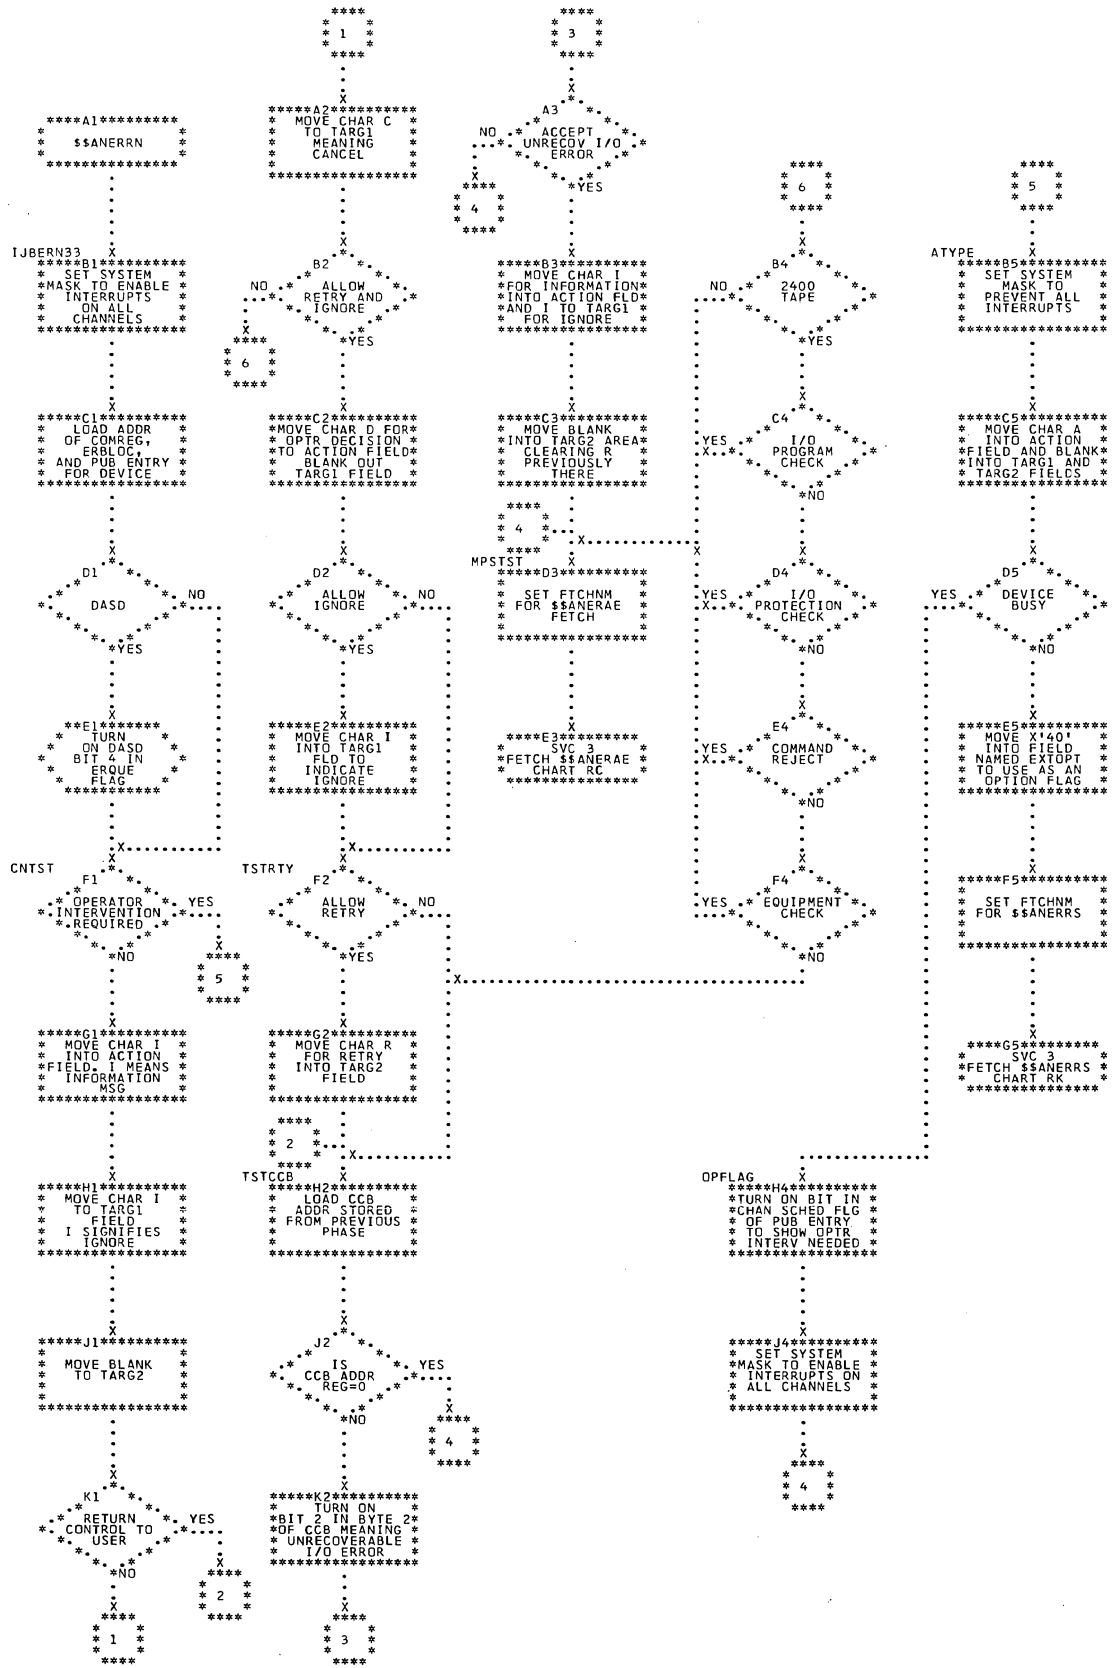 1
A2
MOVE CHAR C
TO TARG1
MEANING
CANCEL
3
A3
ACCEPT
UNRECOV I/O
ERROR
NO
YES
4
A1
$$ANERRN
IJBERN33
B1
SET SYSTEM
MASK TO ENABLE
INTERRUPTS
ON ALL
CHANNELS
B2
ALLOW
RETRY AND
IGNORE
NO
YES
6
B3
MOVE CHAR I
FOR INFORMATION
INTO ACTION FLD
AND I TO TARG1
FOR IGNORE
6
B4
2400
TAPE
NO
YES
5
ATYPE
B5
SET SYSTEM
MASK TO
PREVENT ALL
INTERRUPTS
C1
LOAD ADDR
OF COMREG,
ERBLOC,
AND PUB ENTRY
FOR DEVICE
C2
MOVE CHAR D FOR
OPTR DECISION
TO ACTION FIELD
BLANK OUT
TARG1 FIELD
C3
MOVE BLANK
INTO TARG2 AREA
CLEARING R
PREVIOUSLY
THERE
C4
I/O
PROGRAM
CHECK
YES
NO
C5
MOVE CHAR A
INTO ACTION
FIELD AND BLANK
INTO TARG1 AND
TARG2 FIELDS
4
D1
DASD
NO
YES
D2
ALLOW
IGNORE
NO
YES
MPSTST
D3
SET FTCHNM
FOR $$ANERAE
FETCH
D4
I/O
PROTECTION
CHECK
YES
NO
D5
DEVICE
BUSY
YES
NO
E1
TURN
ON DASD
BIT 4 IN
ERQUE
FLAG
E2
MOVE CHAR I
INTO TARG1
FLD TO
INDICATE
IGNORE
E3
SVC 3
FETCH $$ANERAE
CHART RC
E4
COMMAND
REJECT
YES
NO
E5
MOVE X'40'
INTO FIELD
NAMED EXTOPT
TO USE AS AN
OPTION FLAG
CNTST
F1
OPERATOR
INTERVENTION
REQUIRED
YES
NO
5
TSTRTY
F2
ALLOW
RETRY
NO
YES
F4
EQUIPMENT
CHECK
YES
NO
F5
SET FTCHNM
FOR $$ANERRS
G1
MOVE CHAR I
INTO ACTION
FIELD. I MEANS
INFORMATION
MSG
G2
MOVE CHAR R
FOR RETRY
INTO TARG2
FIELD
G5
SVC 3
FETCH $$ANERRS
CHART RK
2
H1
MOVE CHAR I
TO TARG1
FIELD
I SIGNIFIES
IGNORE
TSTCCB
H2
LOAD CCB
ADDR STORED
FROM PREVIOUS
PHASE
OPFLAG
H4
TURN ON BIT IN
CHAN SCHED FLG
OF PUB ENTRY
TO SHOW OPTR
INTERV NEEDED
J1
MOVE BLANK
TO TARG2
J2
IS
CCB ADDR
REG=0
YES
NO
4
J4
SET SYSTEM
MASK TO ENABLE
INTERRUPTS ON
ALL CHANNELS
4
K1
RETURN
CONTROL TO
USER
YES
NO
2
1
K2
TURN ON
BIT 2 IN BYTE 2
OF CCB MEANING
UNRECOVERABLE
I/O ERROR
3